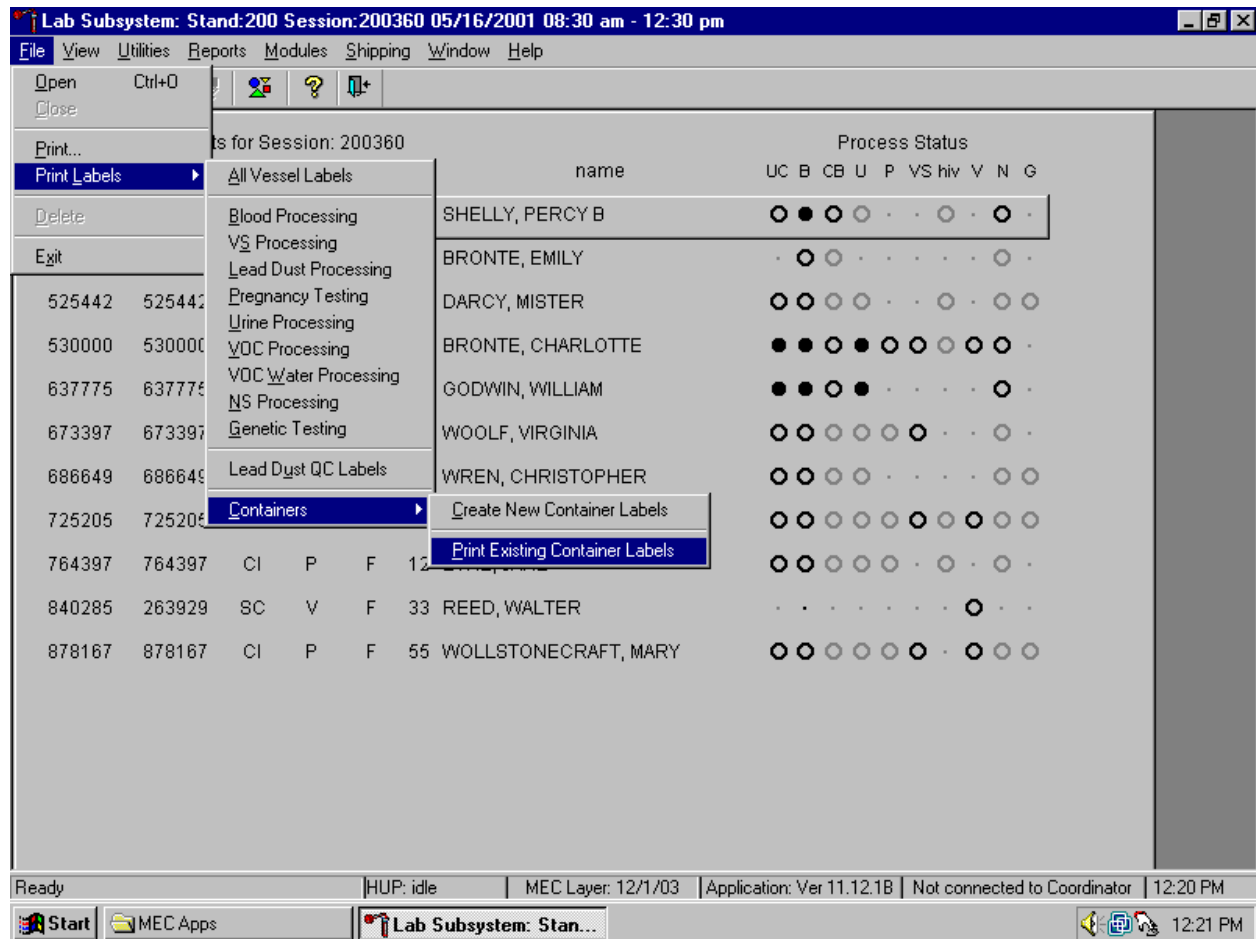 Lab Subsystem: Stand:200 Session:200360 05/16/2001 08:30 am - 12:30 pm
File View Utilities Reports Modules Shipping Window Help
Open Ctrl+O
Close
Print...
Print Labels
Delete
Exit
All Vessel Labels
Blood Processing
VS Processing
Lead Dust Processing
Pregnancy Testing
Urine Processing
VOC Processing
VOC Water Processing
NS Processing
Genetic Testing
Lead Dust QC Labels
Containers
Create New Container Labels
Print Existing Container Labels
for Session: 200360 Process Status
name UC B CB U P VS hiv V N G
SHELLY, PERCY B
BRONTE, EMILY
525442 525442 DARCY, MISTER
530000 530000 BRONTE, CHARLOTTE
637775 637775 GODWIN, WILLIAM
673397 673397 WOOLF, VIRGINIA
686649 686649 WREN, CHRISTOPHER
725205 725205
764397 764397 CI P F 12
840285 263929 SC V F 33 REED, WALTER
878167 878167 CI P F 55 WOLLSTONECRAFT, MARY
Ready HUP: idle MEC Layer: 12/1/03 Application: Ver 11.12.1B Not connected to Coordinator 12:20 PM
Start MEC Apps Lab Subsystem: Stan... 12:21 PM